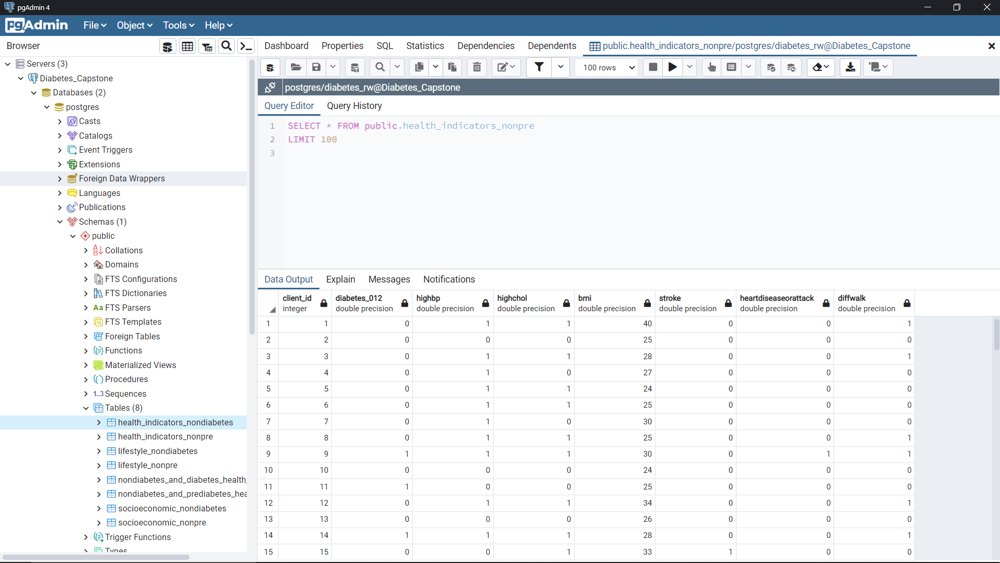 pgAdmin 4
pgAdmin File Object Tools Help
Browser
Servers (3)
Diabetes_Capstone
Databases (2)
postgres
Casts
Catalogs
Event Triggers
Extensions
Foreign Data Wrappers
Languages
Publications
Schemas (1)
public
Collations
Domains
FTS Configurations
FTS Dictionaries
Aa FTS Parsers
FTS Templates
Foreign Tables
Functions
Materialized Views
Procedures
1..3 Sequences
Tables (8)
health_indicators_nondiabetes
health_indicators_nonpre
lifestyle_nondiabetes
lifestyle_nonpre
nondiabetes_and_diabetes_health_
nondiabetes_and_prediabetes_hea
socioeconomic_nondiabetes
socioeconomic_nonpre
Trigger Functions
Types
Dashboard Properties SQL Statistics Dependencies Dependents public.health_indicators_nonpre/postgres/diabetes_rw@Diabetes_Capstone
100 rows
postgres/diabetes_rw@Diabetes_Capstone
Query Editor Query History
1 SELECT * FROM public.health_indicators_nonpre
2 LIMIT 100
3
Data Output Explain Messages Notifications
client_id diabetes_012 highbp highchol bmi stroke heartdiseaseorattack diffwalk
integer double precision double precision double precision double precision double precision double precision double precision
1 1 0 1 1 40 0 0 1
2 2 0 0 0 25 0 0 0
3 3 0 1 1 28 0 0 1
4 4 0 1 0 27 0 0 0
5 5 0 1 1 24 0 0 0
6 6 0 1 1 25 0 0 0
7 7 0 1 0 30 0 0 0
8 8 0 1 1 25 0 0 1
9 9 1 1 1 30 0 1 1
10 10 0 0 0 24 0 0 0
11 11 1 0 0 25 0 0 0
12 12 0 1 1 34 0 0 1
13 13 0 0 0 26 0 0 0
14 14 1 1 1 28 0 0 1
15 15 0 0 1 33 1 0 0